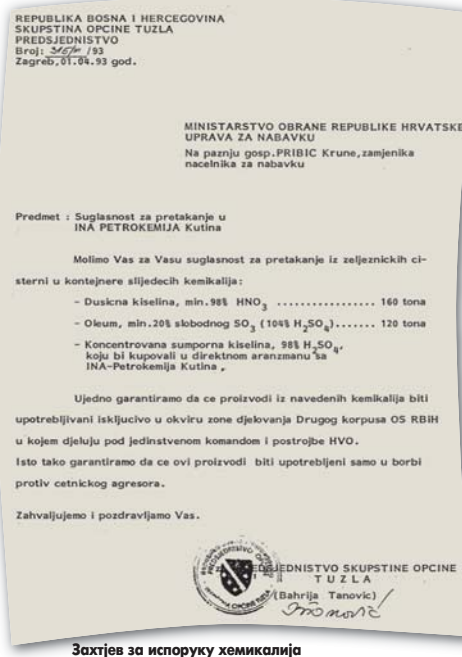 REPUBLIKA BOSNA I HERCEGOVINA
SKUPSTINA OPCINE TUZLA
PREDSJEDNISTVO
Broj: /93
Zagreb,01.04.93 god.
MINISTARSTVO OBRANE REPUBLIKE HRVATSKE
UPRAVA ZA NABAVKU
Na paznju gosp.PRIBIC Krune,zamjenika
nacelnika za nabavku
Predmet : Suglasnost za pretakanje u
INA PETROKEMIJA Kutina
Molimo Vas za Vasu suglasnost za pretakanje iz zeljeznickih ci-
sterni u kontejnere slijedecih kemikalija:
- Dusicna kiselina, min.98% HNO₃ ................ 160 tona
- Oleum, min.20% slobodnog SO₃ (104% H₂SO₄)....... 120 tona
- Koncentrovana sumporna kiselina, 98% H₂SO₄,
koju bi kupovali u direktnom aranzmanu sa
INA-Petrokemija Kutina .
Ujedno garantiramo da ce proizvodi iz navedenih kemikalija biti
upotrebljivani iskljucivo u okviru zone djelovanja Drugog korpusa OS RBiH
u kojem djeluju pod jedinstvenom komandom i postrojbe HVO.
Isto tako garantiramo da ce ovi proizvodi biti upotrebljeni samo u borbi
protiv cetnickog agresora.
Zahvaljujemo i pozdravljamo Vas.
EDSJEDNISTVO SKUPSTINE OPCINE
TUZLA
(Bahrija Tanovic)
Захтјев за испоруку хемикалија